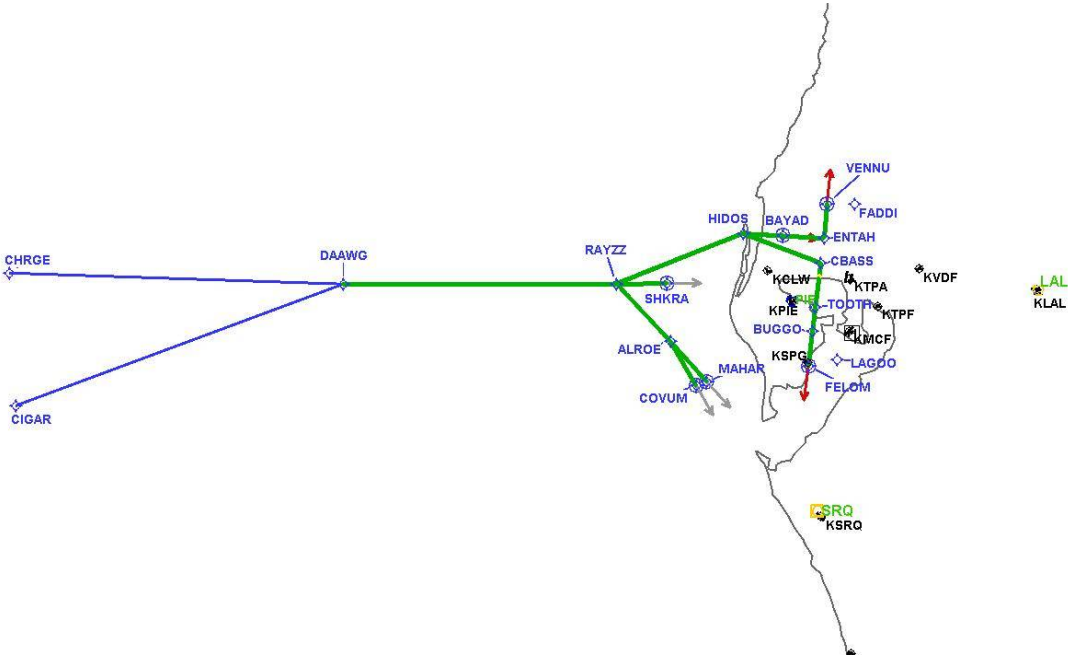 VENNU
FADDI
HIDOS
BAYAD
ENTAH
RAYZZ
DAAWG
CHRGE
CBASS
KCLW
KTPA
KVDF
LAL
KLAL
SHKRA
PIE
KPIE
TOOTH
KTPF
BUGGO
KMCF
ALROE
KSPG
LAGOO
MAHAR
COVUM
FELOM
CIGAR
SRQ
KSRQ